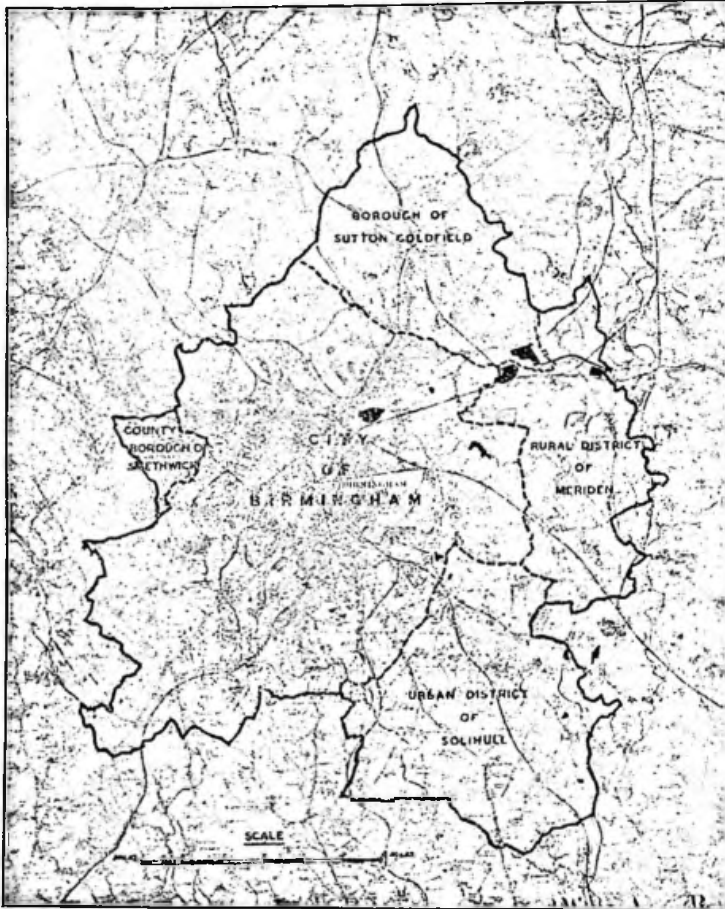 BOROUGH OF
SUTTON COLDFIELD
COUNTY
BOROUGH OF
SMETHWICK
CITY
OF
BIRMINGHAM
BIRMINGHAM
RURAL DISTRICT
OF
MERIDEN
URBAN DISTRICT
OF
SOLIHULL
SCALE